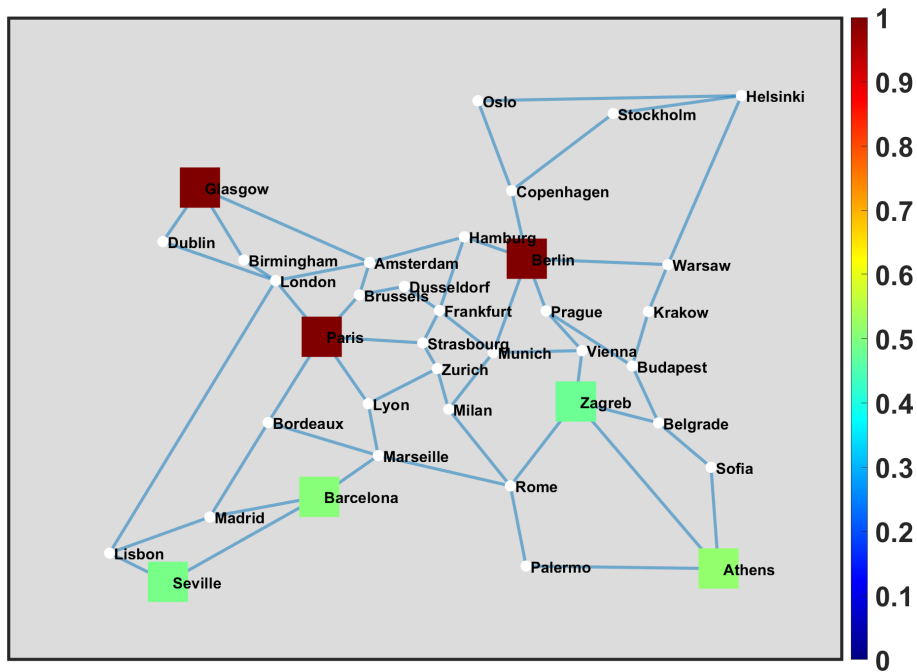 1
Oslo
Helsinki
0.9
Stockholm
0.8
Glasgow
Copenhagen
0.7
Dublin
Hamburg
Birmingham
Amsterdam
Berlin
Warsaw
0.6
London
Brussels
Dusseldorf
Frankfurt
Prague
Krakow
0.5
Paris
Strasbourg
Munich
Vienna
Budapest
Zurich
0.4
Lyon
Milan
Zagreb
Bordeaux
Belgrade
Marseille
0.3
Sofia
Barcelona
Rome
Madrid
0.2
Lisbon
Seville
Palermo
Athens
0.1
0